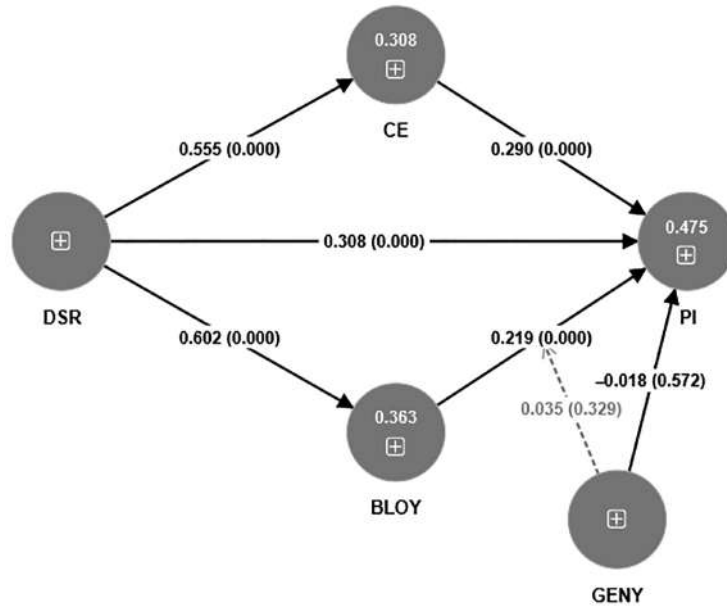 0.308
CE
0.555 (0.000)
0.290 (0.000)
0.475
0.308 (0.000)
DSR
PI
0.602 (0.000)
0.219 (0.000)
–0.018 (0.572)
0.035 (0.329)
0.363
BLOY
GENY